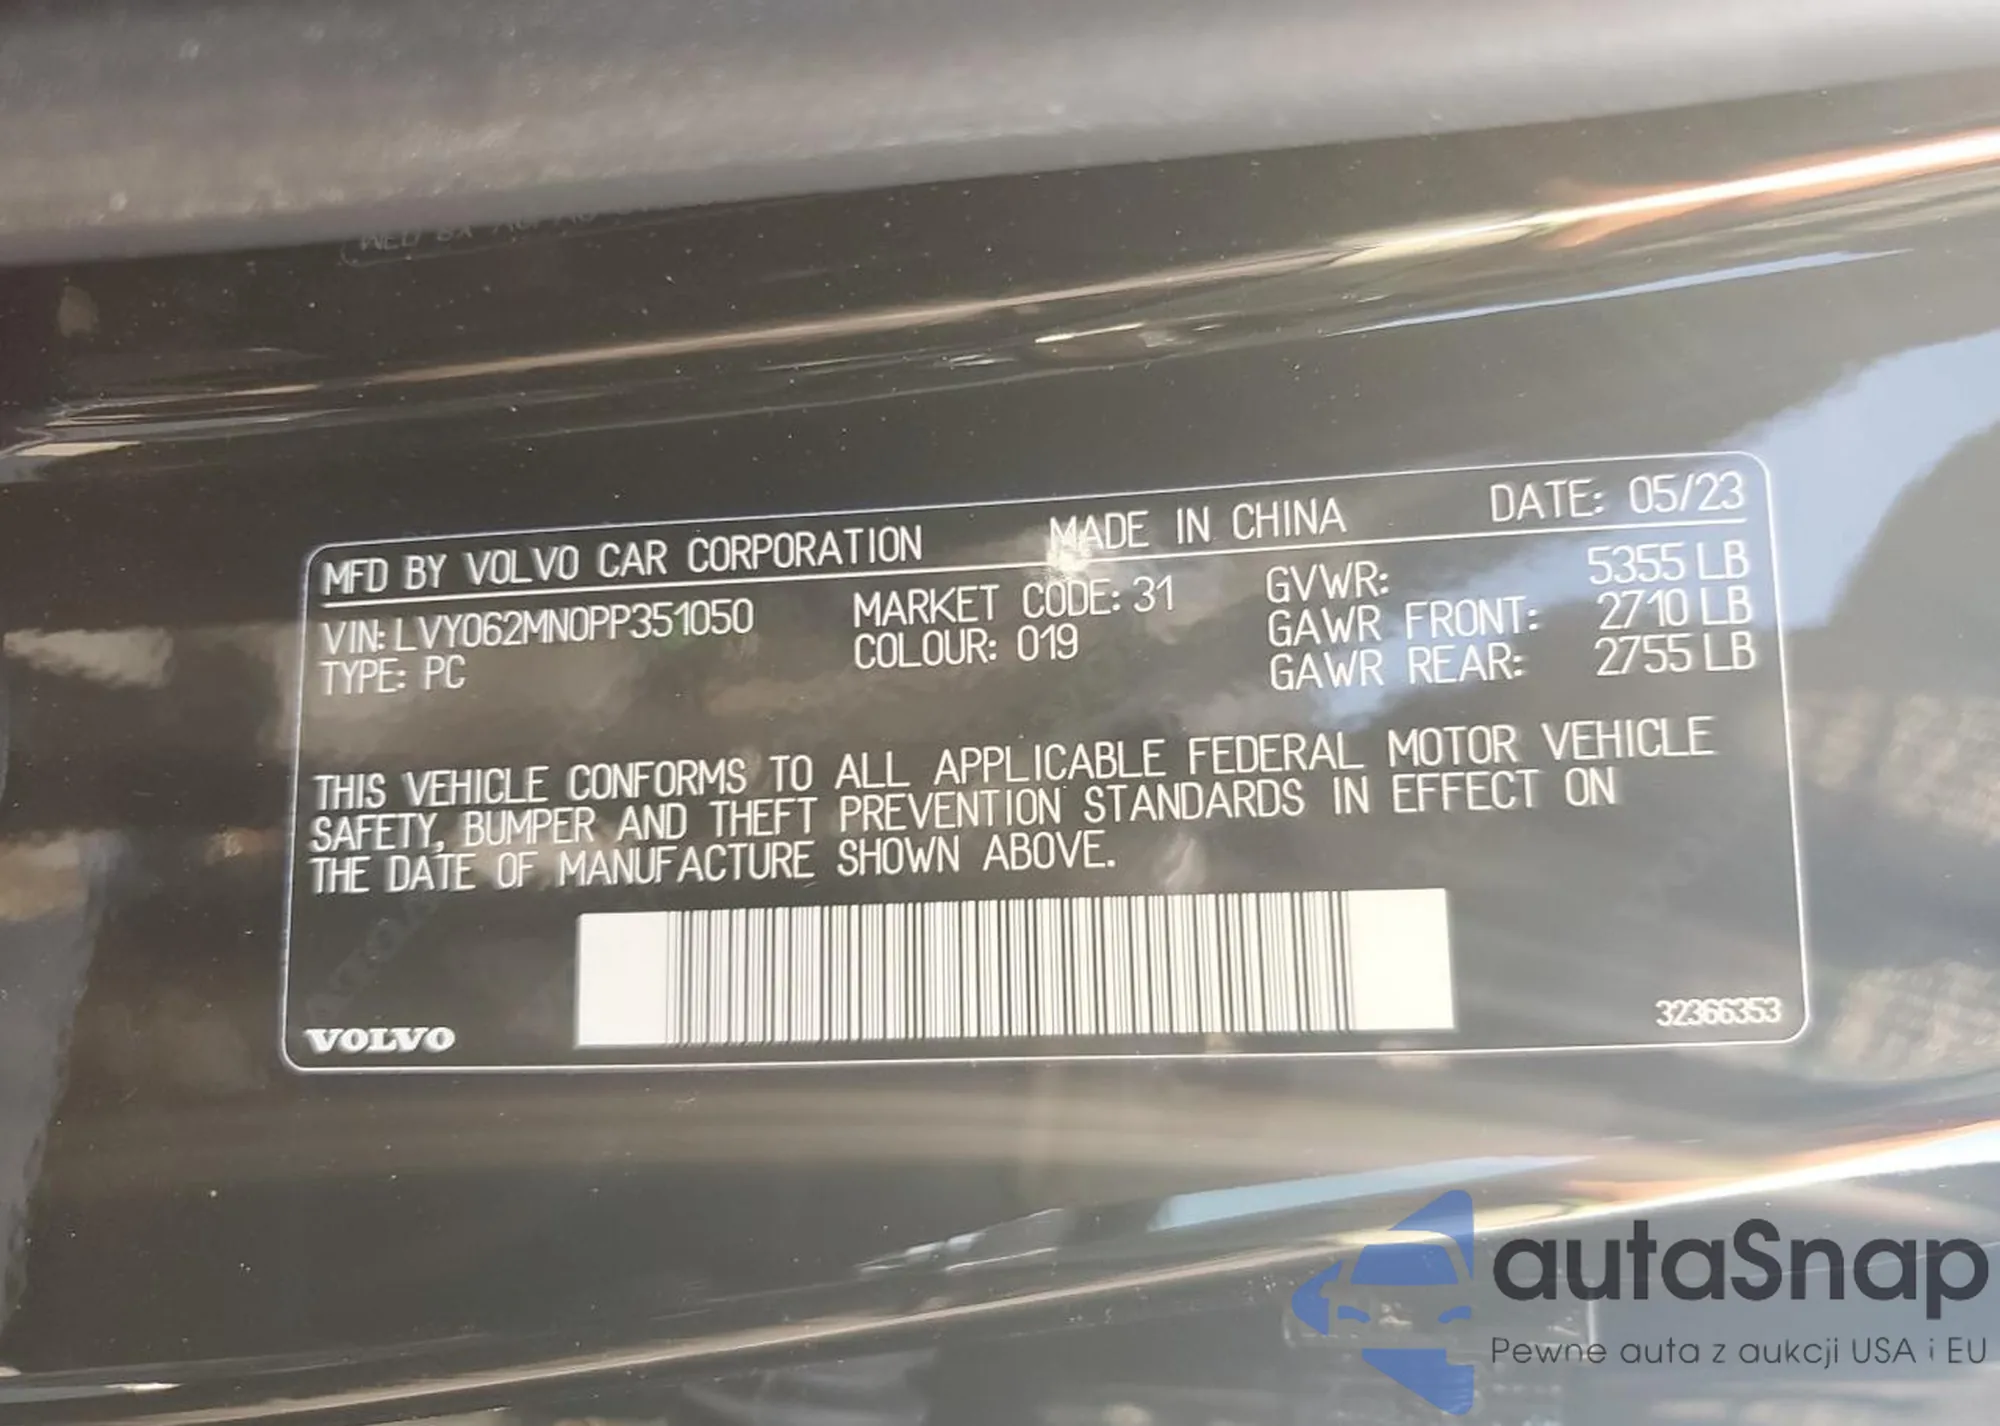 MFD BY VOLVO CAR CORPORATION MADE IN CHINA DATE: 05/23
VIN: LVY062MN0PP351050 MARKET CODE: 31 GVWR: 5355 LB
TYPE: PC COLOUR: 019 GAWR FRONT: 2710 LB
GAWR REAR: 2755 LB
THIS VEHICLE CONFORMS TO ALL APPLICABLE FEDERAL MOTOR VEHICLE
SAFETY, BUMPER AND THEFT PREVENTION STANDARDS IN EFFECT ON
THE DATE OF MANUFACTURE SHOWN ABOVE.
VOLVO 32366353
autaSnap
Pewne auta z aukcji USA i EU